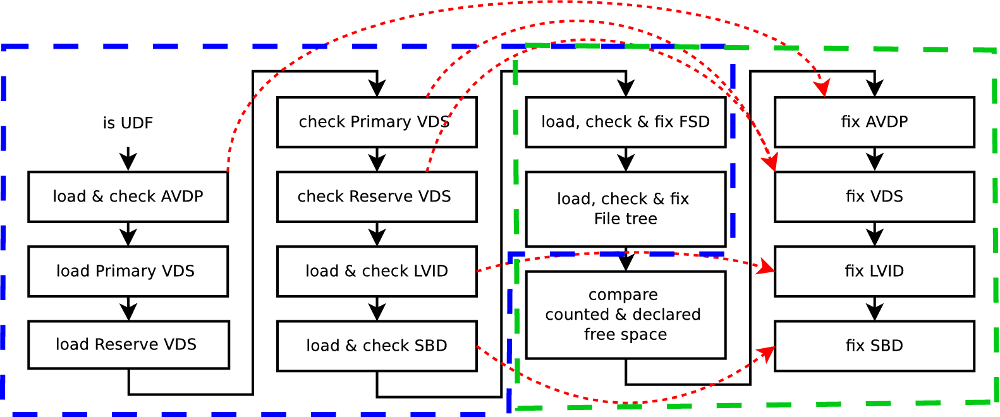 is UDF
load & check AVDP
load Primary VDS
load Reserve VDS
check Primary VDS
check Reserve VDS
load & check LVID
load & check SBD
load, check & fix FSD
load, check & fix
File tree
compare
counted & declared
free space
fix AVDP
fix VDS
fix LVID
fix SBD